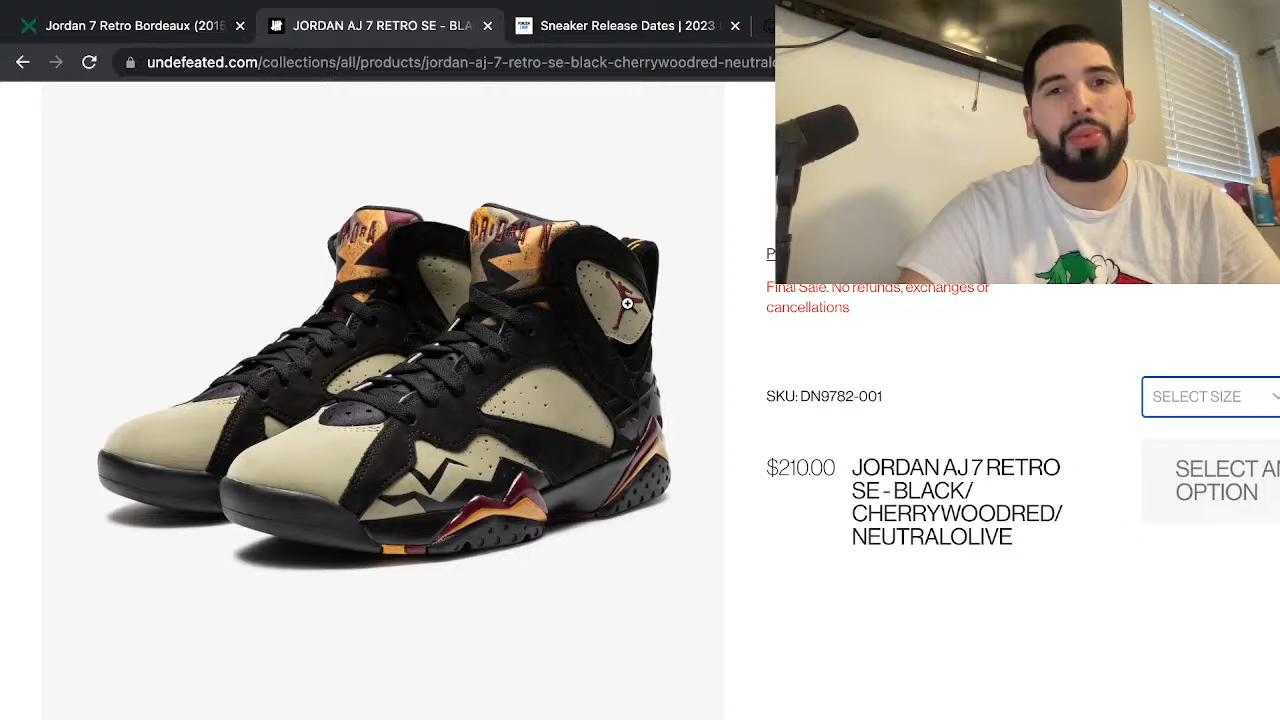 Jordan 7 Retro Bordeaux (2015
JORDAN AJ 7 RETRO SE - BLA
Sneaker Release Dates | 2023
undefeated.com/collections/all/products/jordan-aj-7-retro-se-black-cherrywoodred-neutralo
P
Final Sale. No refunds, exchanges or
cancellations
SKU: DN9782-001
SELECT SIZE
$210.00
JORDAN AJ 7 RETRO
SE - BLACK/
CHERRYWOODRED/
NEUTRALOLIVE
SELECT AN
OPTION